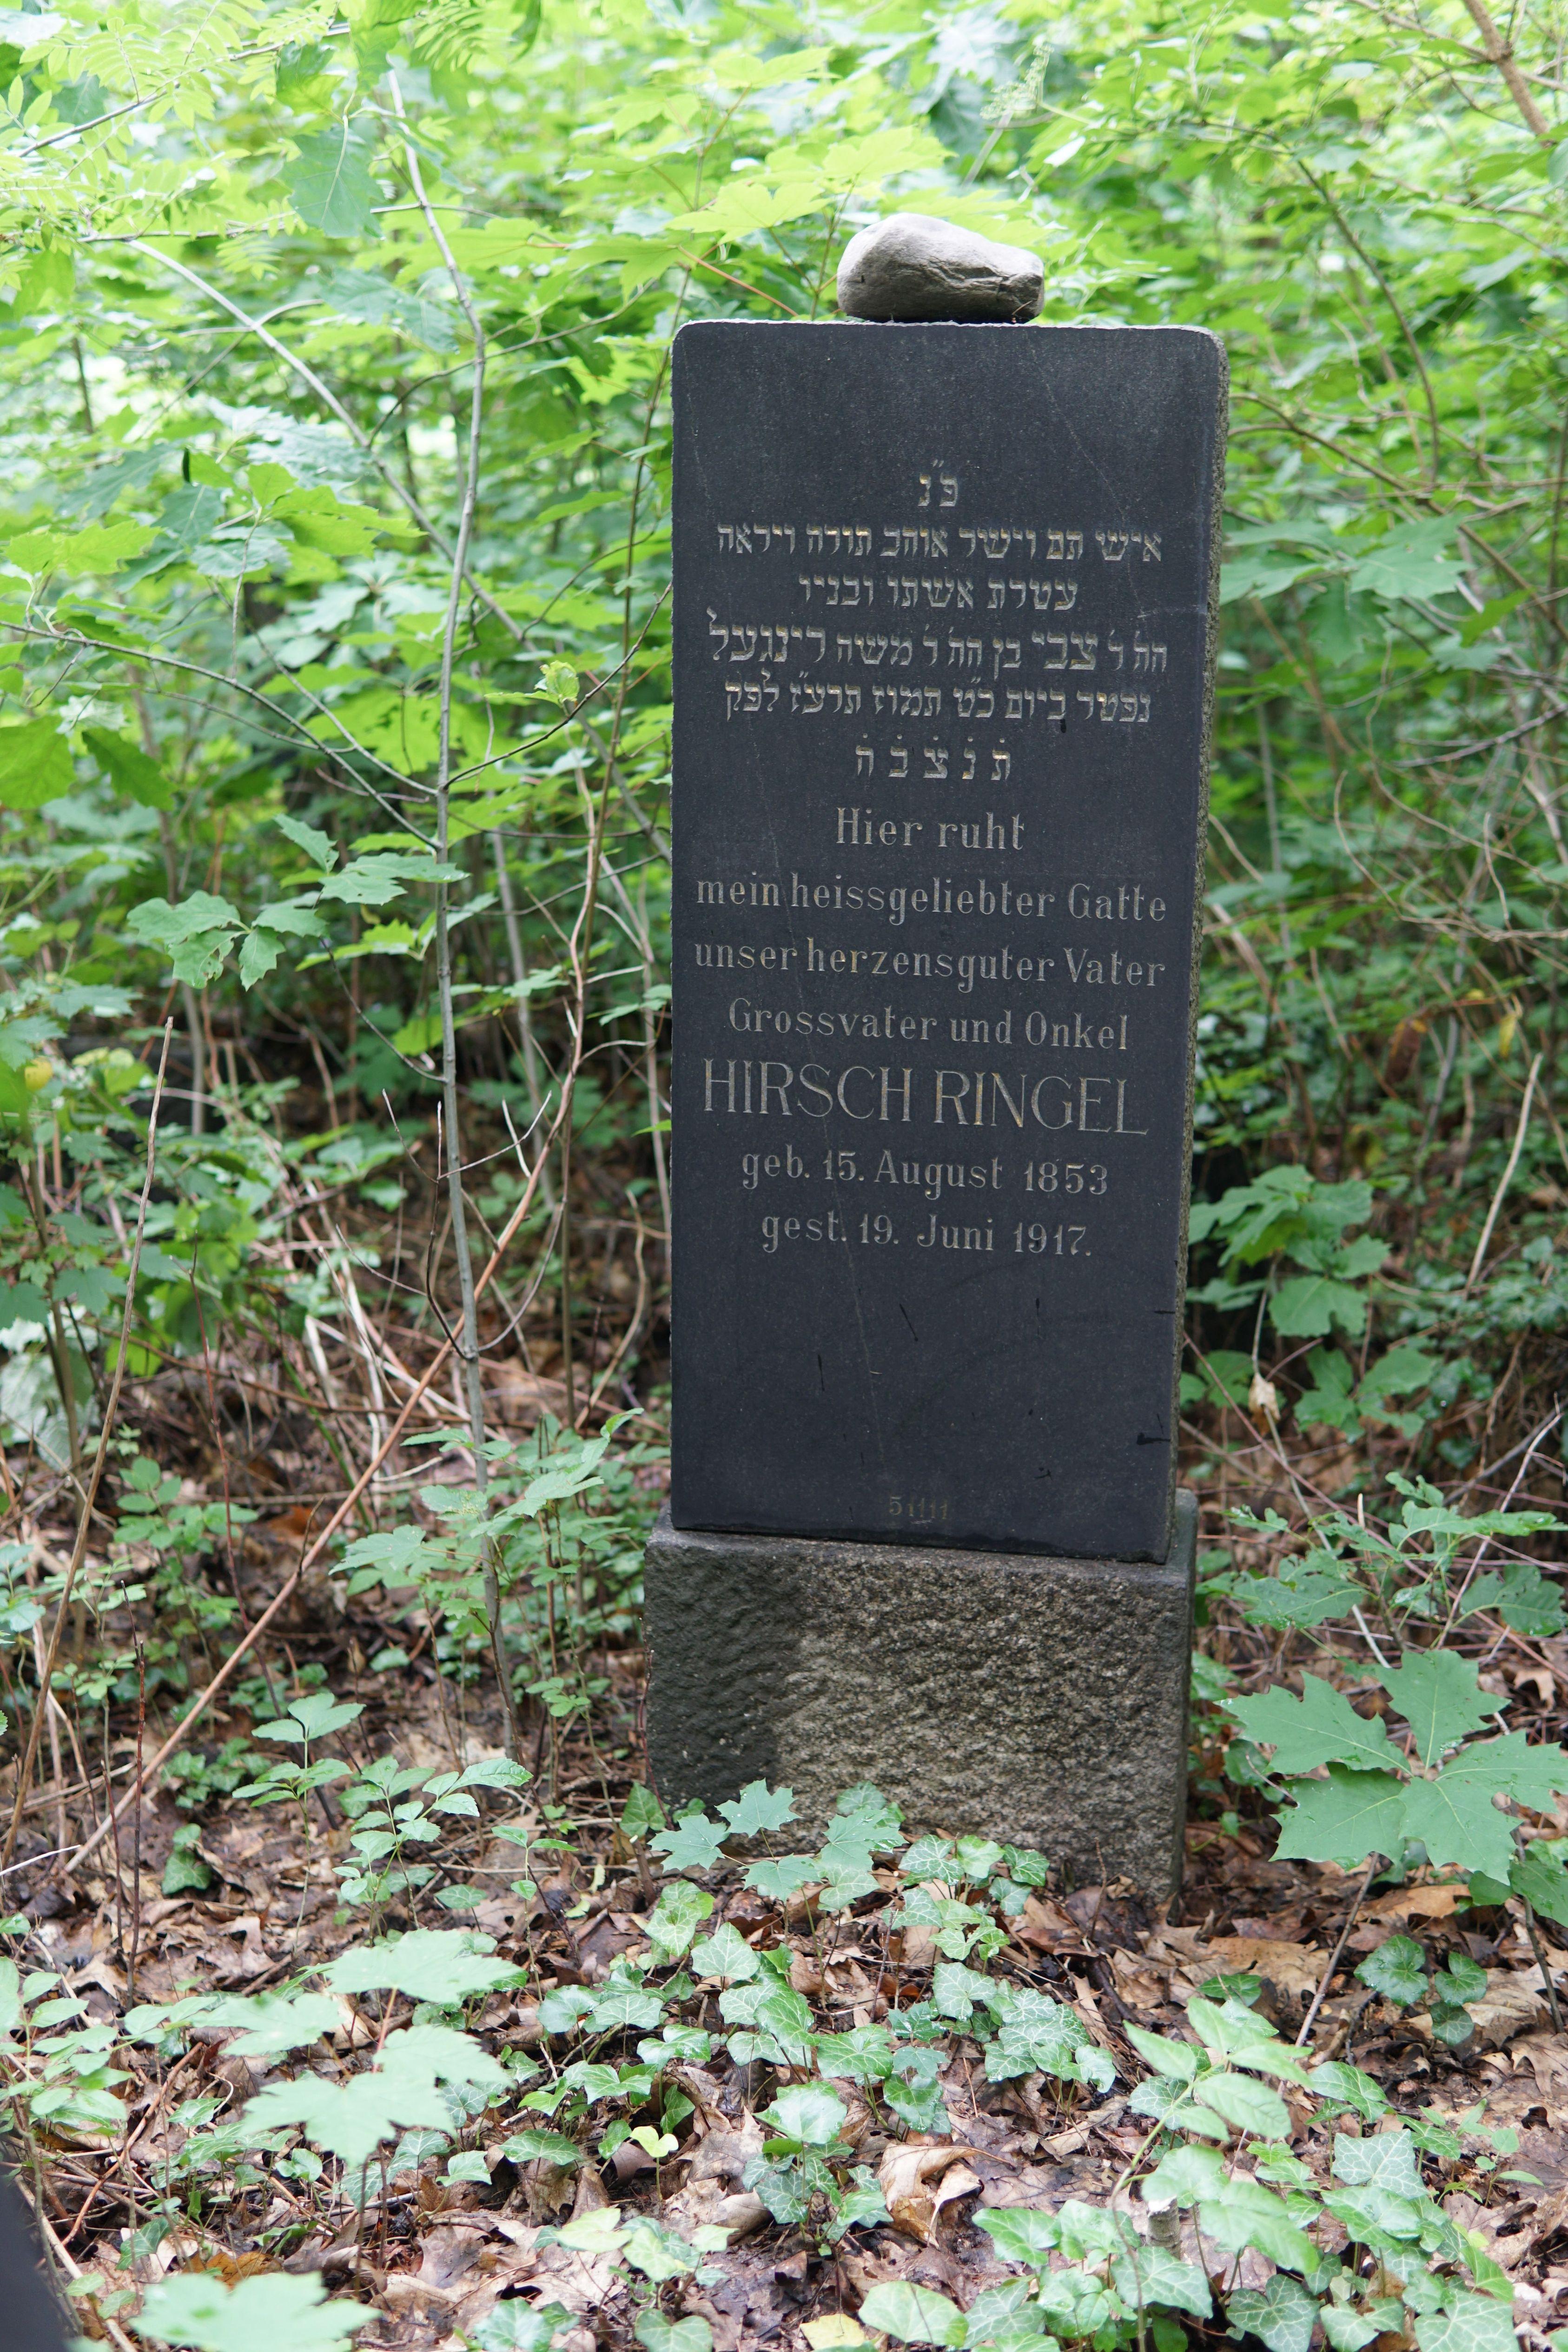 פ״נ
איש תם וישר אוהב תורה ויראה
עטרת אשתו ובניו
הה׳ ר׳ צבי בן הה׳ ר׳ משה רינגעל
נפטר ביום כ״ט תמוז תרע״ז לפק
ת׳ נ׳ צ׳ ב׳ ה׳
Hier ruht
mein heissgeliebter Gatte
unser herzensguter Vater
Grossvater und Onkel
HIRSCH RINGEL
geb. 15. August 1853
gest. 19. Juni 1917.
51111